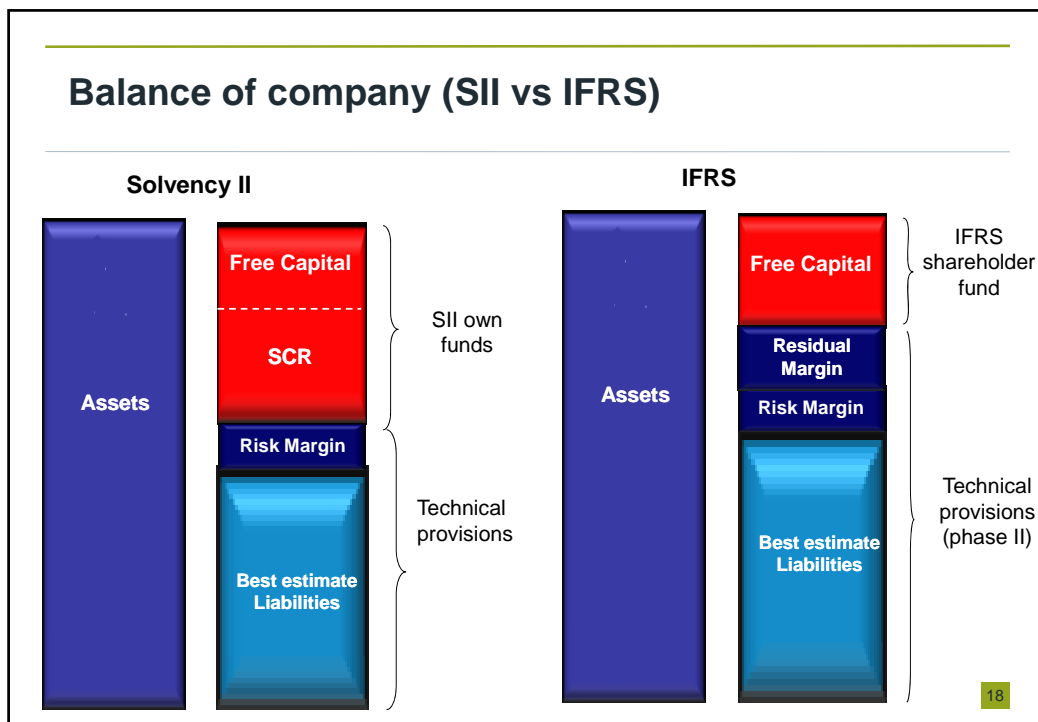 Balance of company (SII vs IFRS)
Solvency II
Assets
Free Capital
SCR
Risk Margin
Best estimate
Liabilities
SII own
funds
Technical
provisions
IFRS
Assets
Free Capital
Residual
Margin
Risk Margin
Best estimate
Liabilities
IFRS
shareholder
fund
Technical
provisions
(phase II)
18